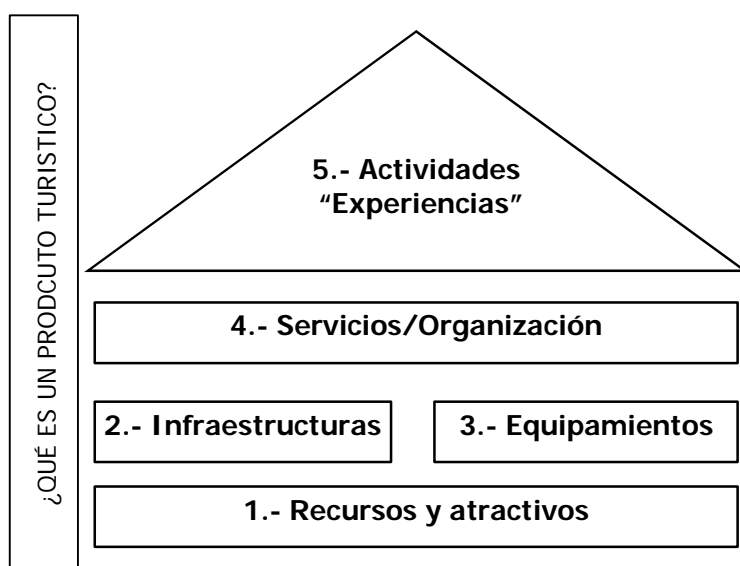 ¿QUÉ ES UN PRODCUTO TURISTICO?
5.- Actividades
“Experiencias”
4.- Servicios/Organización
2.- Infraestructuras
3.- Equipamientos
1.- Recursos y atractivos